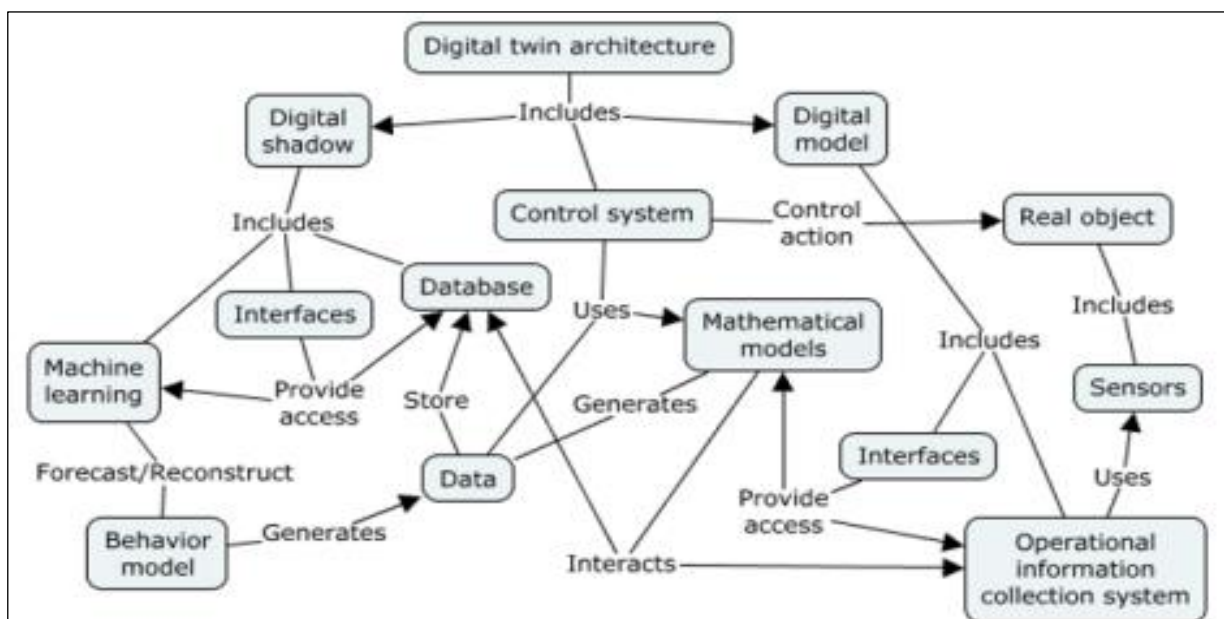 Digital twin architecture
Digital
shadow
Includes
Digital
model
Control system
Control
action
Real object
Includes
Database
Interfaces
Uses
Mathematical
models
Includes
Includes
Machine
learning
Provide
access
Store
Generates
Sensors
Forecast/Reconstruct
Data
Interfaces
Uses
Provide
access
Behavior
model
Generates
Interacts
Operational
information
collection system